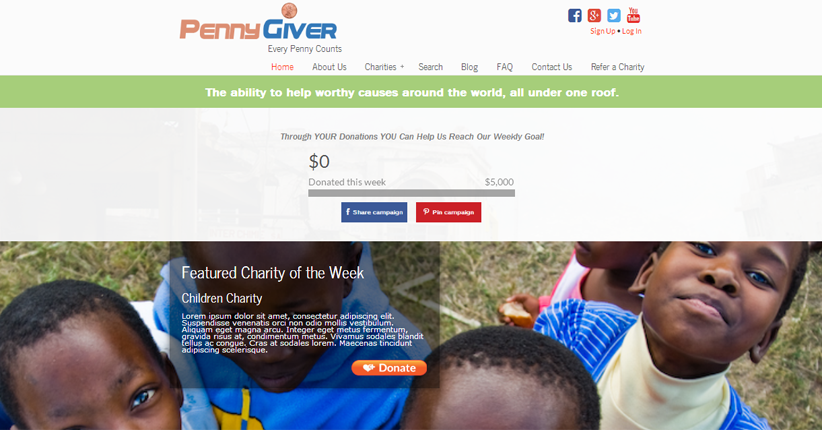 PennyGiver
Every Penny Counts
You Tube
Sign Up • Log In
Home About Us Charities + Search Blog FAQ Contact Us Refer a Charity
The ability to help worthy causes around the world, all under one roof.
Through YOUR Donations YOU Can Help Us Reach Our Weekly Goal!
$0
Donated this week $5,000
Share campaign Pin campaign
Featured Charity of the Week
Children Charity
Lorem ipsum dolor sit amet, consectetur adipiscing elit.
Suspendisse venenatis orci non odio mollis vestibulum.
Aliquam eget magna arcu. Integer eget metus fermentum,
gravida risus at, condimentum metus. Vivamus sodales blandit
tellus ac congue. Cras at sodales lorem. Maecenas tincidunt
adipiscing scelerisque.
Donate